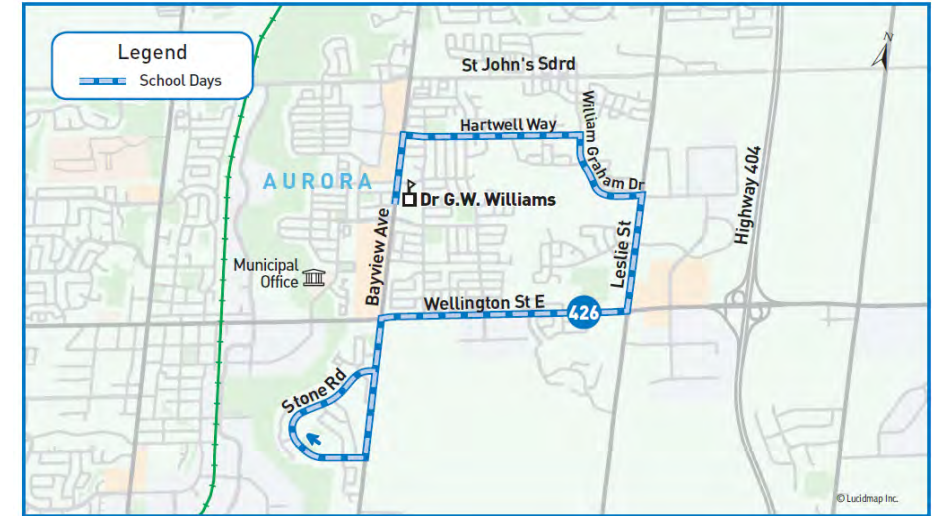 Legend
School Days
N
St John's Sdrd
Hartwell Way
William Graham Dr
Highway 404
AURORA
Dr G.W. Williams
Bayview Ave
Leslie St
Municipal
Office
Wellington St E
426
Stone Rd
© Lucidmap Inc.